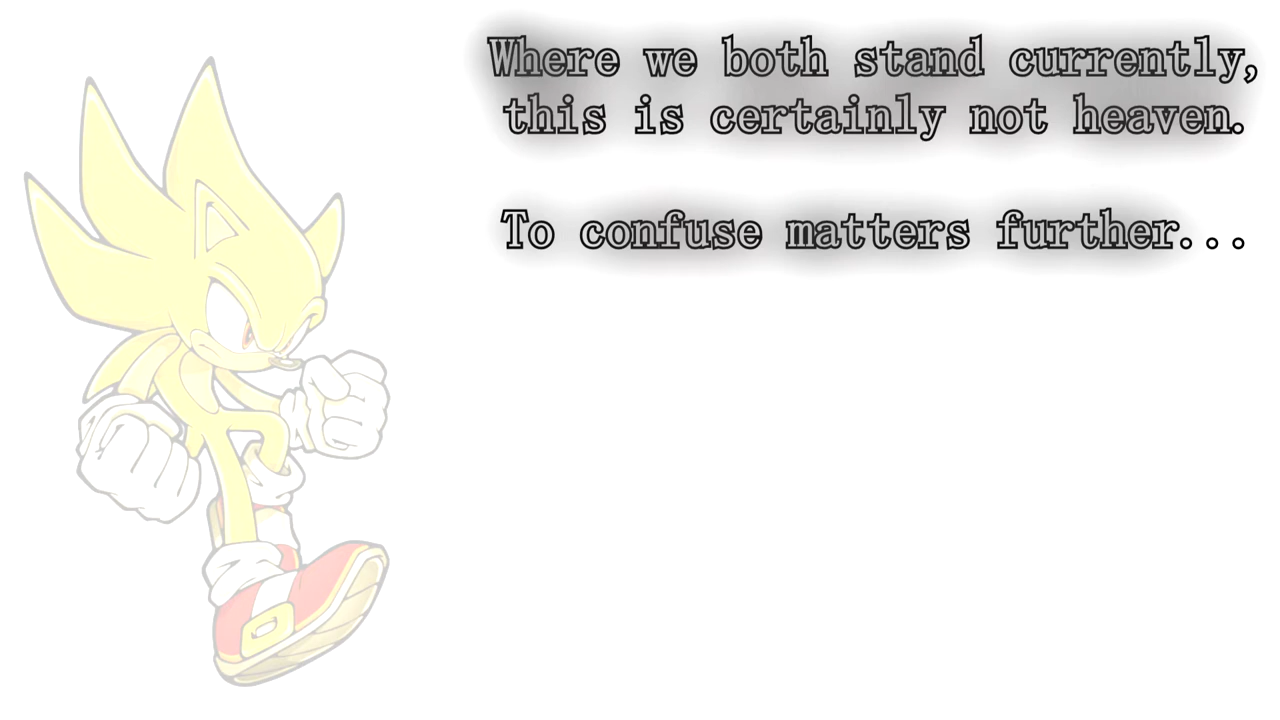 Where we both stand currently,
this is certainly not heaven.
To confuse matters further...